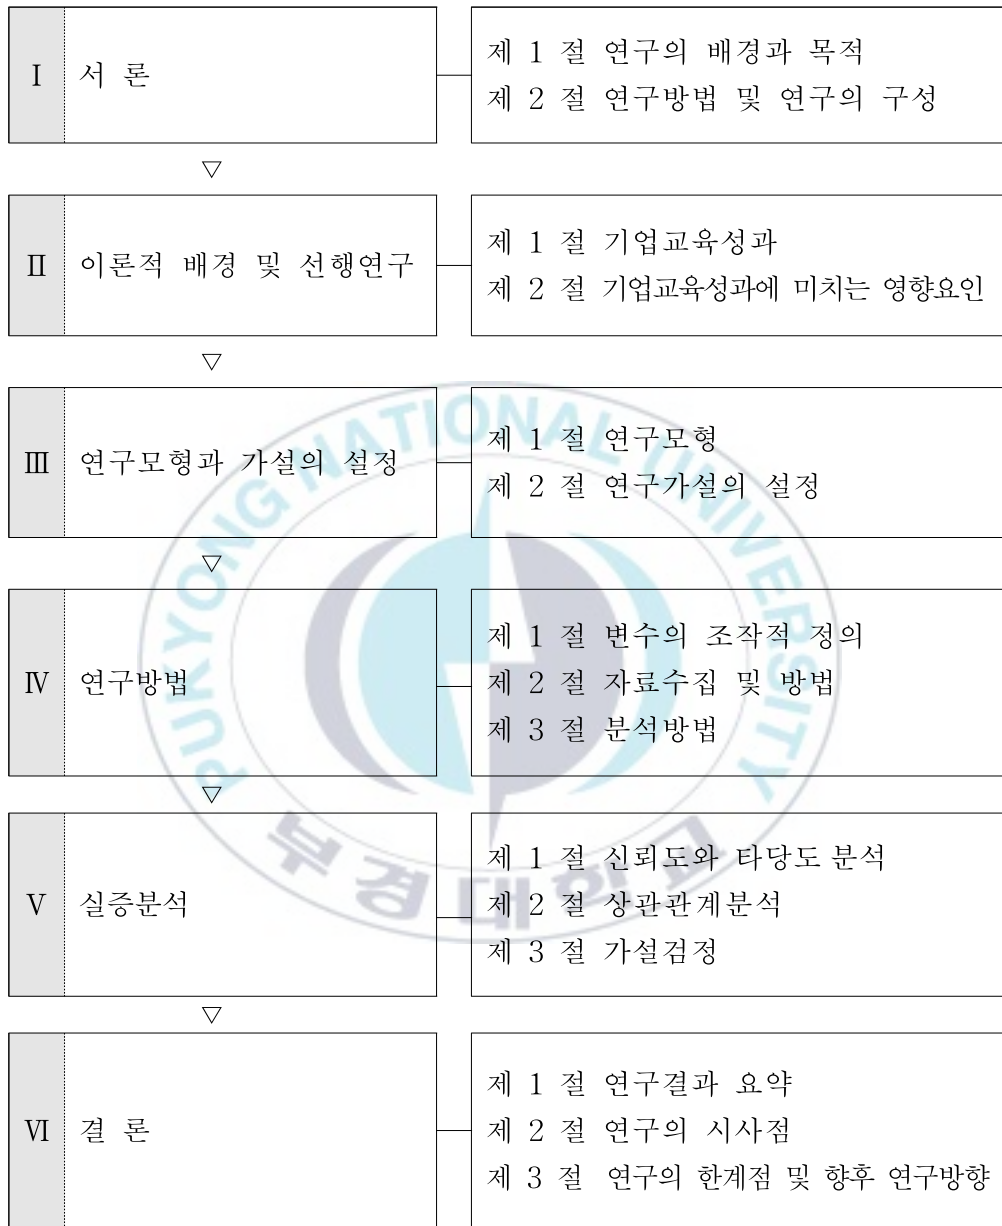 Ⅰ 서 론
제 1 절 연구의 배경과 목적
제 2 절 연구방법 및 연구의 구성
▽
Ⅱ 이론적 배경 및 선행연구
제 1 절 기업교육성과
제 2 절 기업교육성과에 미치는 영향요인
▽
Ⅲ 연구모형과 가설의 설정
제 1 절 연구모형
제 2 절 연구가설의 설정
▽
Ⅳ 연구방법
제 1 절 변수의 조작적 정의
제 2 절 자료수집 및 방법
제 3 절 분석방법
▽
Ⅴ 실증분석
제 1 절 신뢰도와 타당도 분석
제 2 절 상관관계분석
제 3 절 가설검정
▽
Ⅵ 결 론
제 1 절 연구결과 요약
제 2 절 연구의 시사점
제 3 절 연구의 한계점 및 향후 연구방향
PUKYONG NATIONAL UNIVERSITY
부경대학교